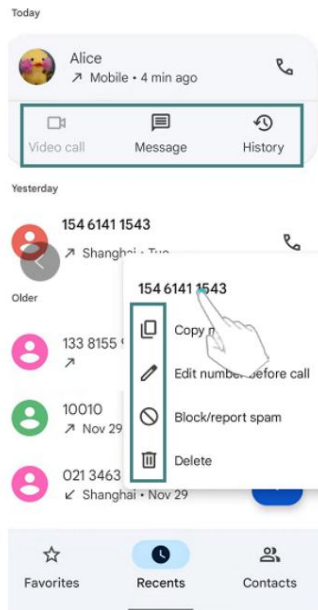 Today
Alice
Mobile • 4 min ago
Video call
Message
History
Yesterday
154 6141 1543
Shanghai • Tue
154 6141 1543
Copy
Older
133 8155
Edit number before call
10010
Nov 29
Block/report spam
021 3463
Shanghai • Nov 29
Delete
Favorites
Recents
Contacts